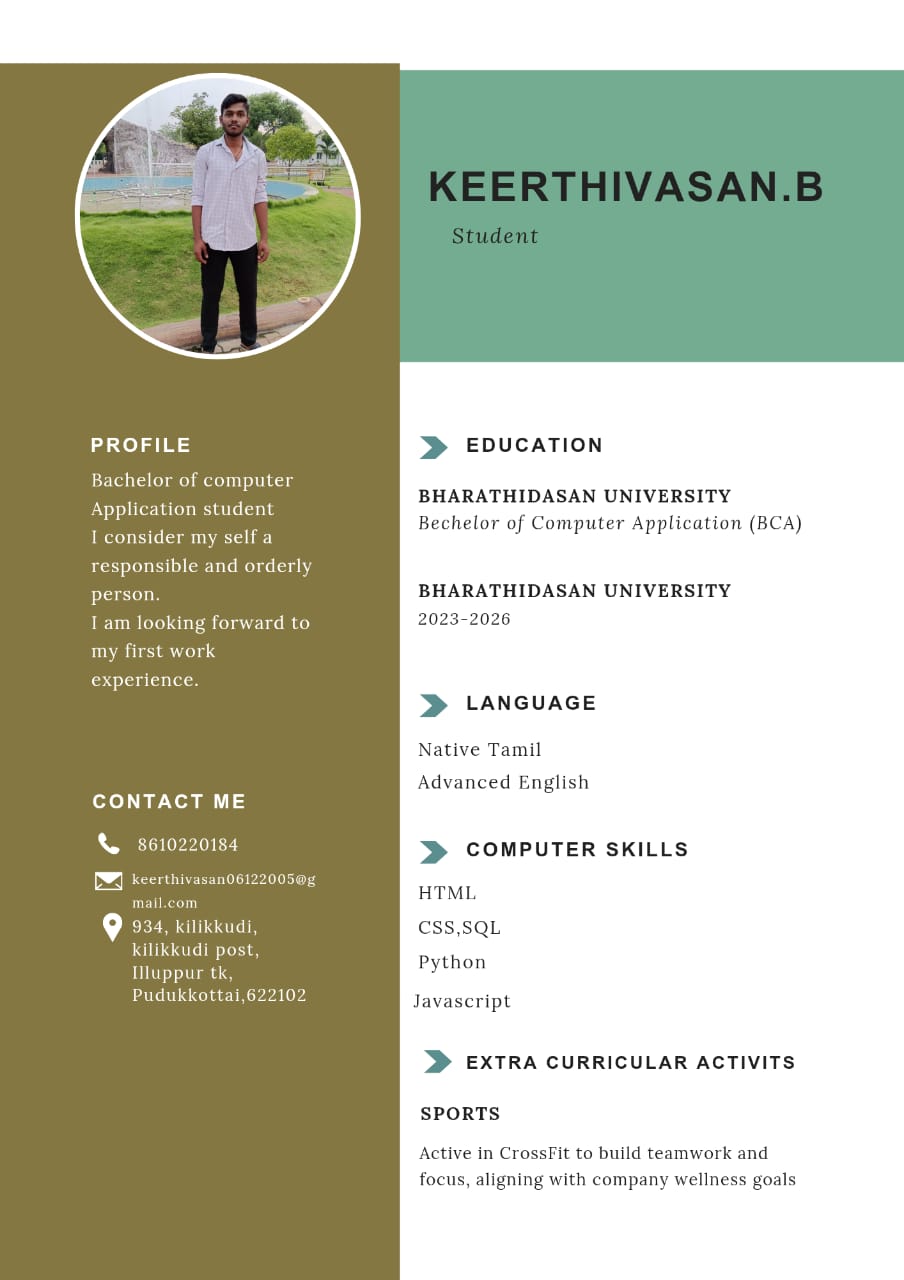 KEERTHIVASAN.B
Student
PROFILE
Bachelor of computer
Application student
I consider my self a
responsible and orderly
person.
I am looking forward to
my first work
experience.
CONTACT ME
8610220184
keerthivasan06122005@g
mail.com
934, kilikkudi,
kilikkudi post,
Illuppur tk,
Pudukkottai,622102
EDUCATION
BHARATHIDASAN UNIVERSITY
Bechelor of Computer Application (BCA)
BHARATHIDASAN UNIVERSITY
2023-2026
LANGUAGE
Native Tamil
Advanced English
COMPUTER SKILLS
HTML
CSS,SQL
Python
Javascript
EXTRA CURRICULAR ACTIVITS
SPORTS
Active in CrossFit to build teamwork and
focus, aligning with company wellness goals